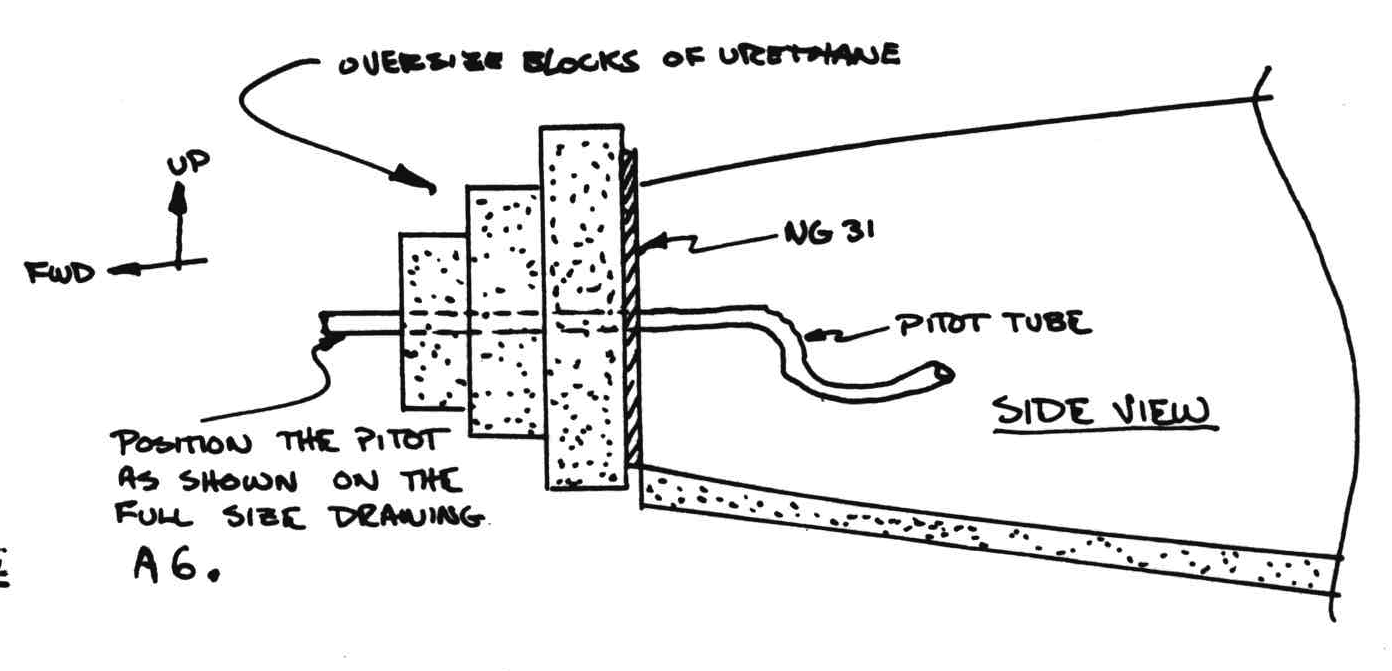 OVERSIZE BLOCKS OF URETHANE
UP
FWD
NG 31
PITOT TUBE
SIDE VIEW
POSITION THE PITOT
AS SHOWN ON THE
FULL SIZE DRAWING
A6.